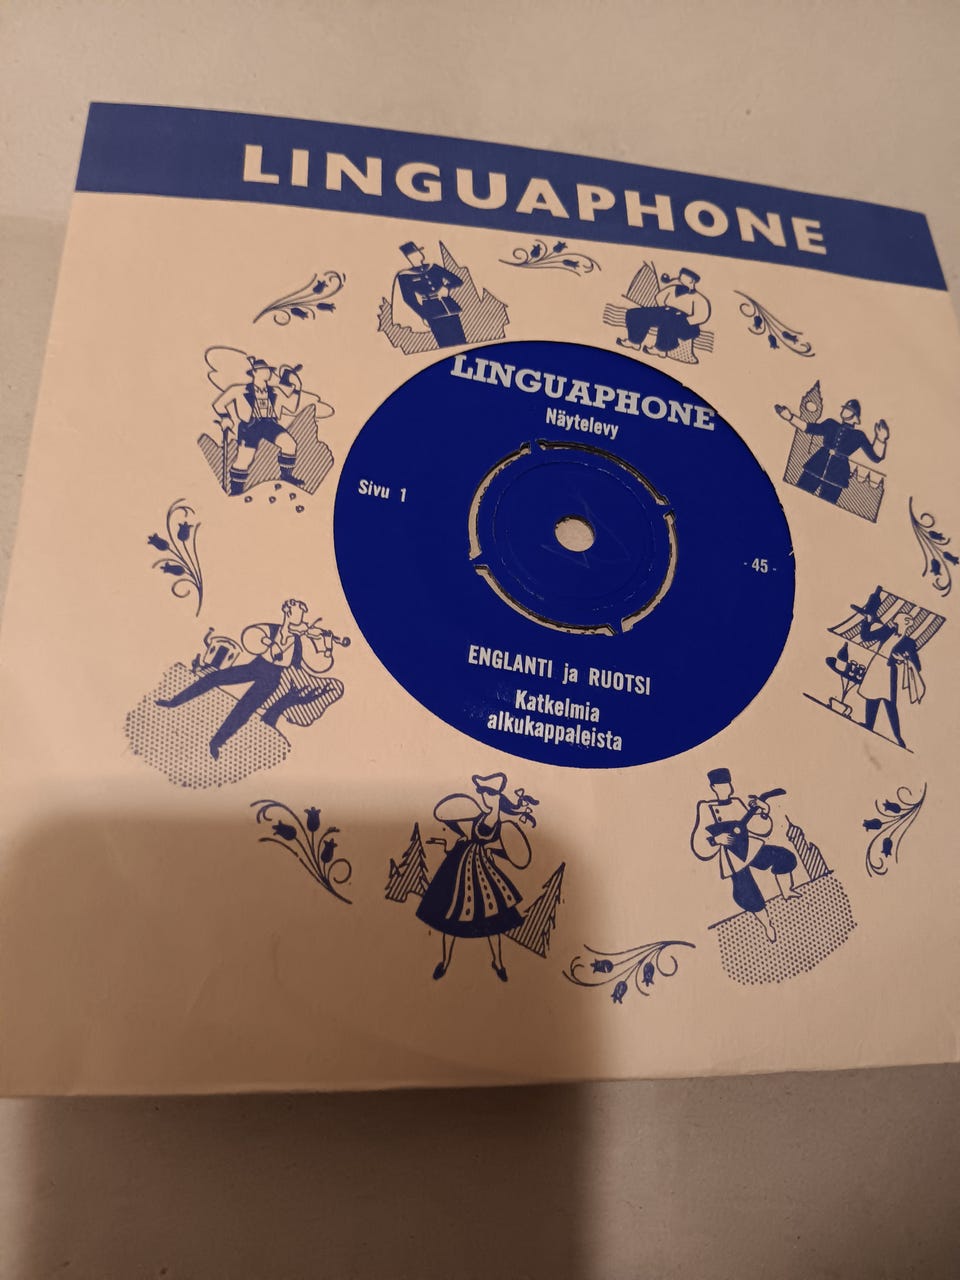 LINGUAPHONE
LINGUAPHONE
Näytelevy
Sivu 1
- 45 -
ENGLANTI ja RUOTSI
Katkelmia
alkukappaleista